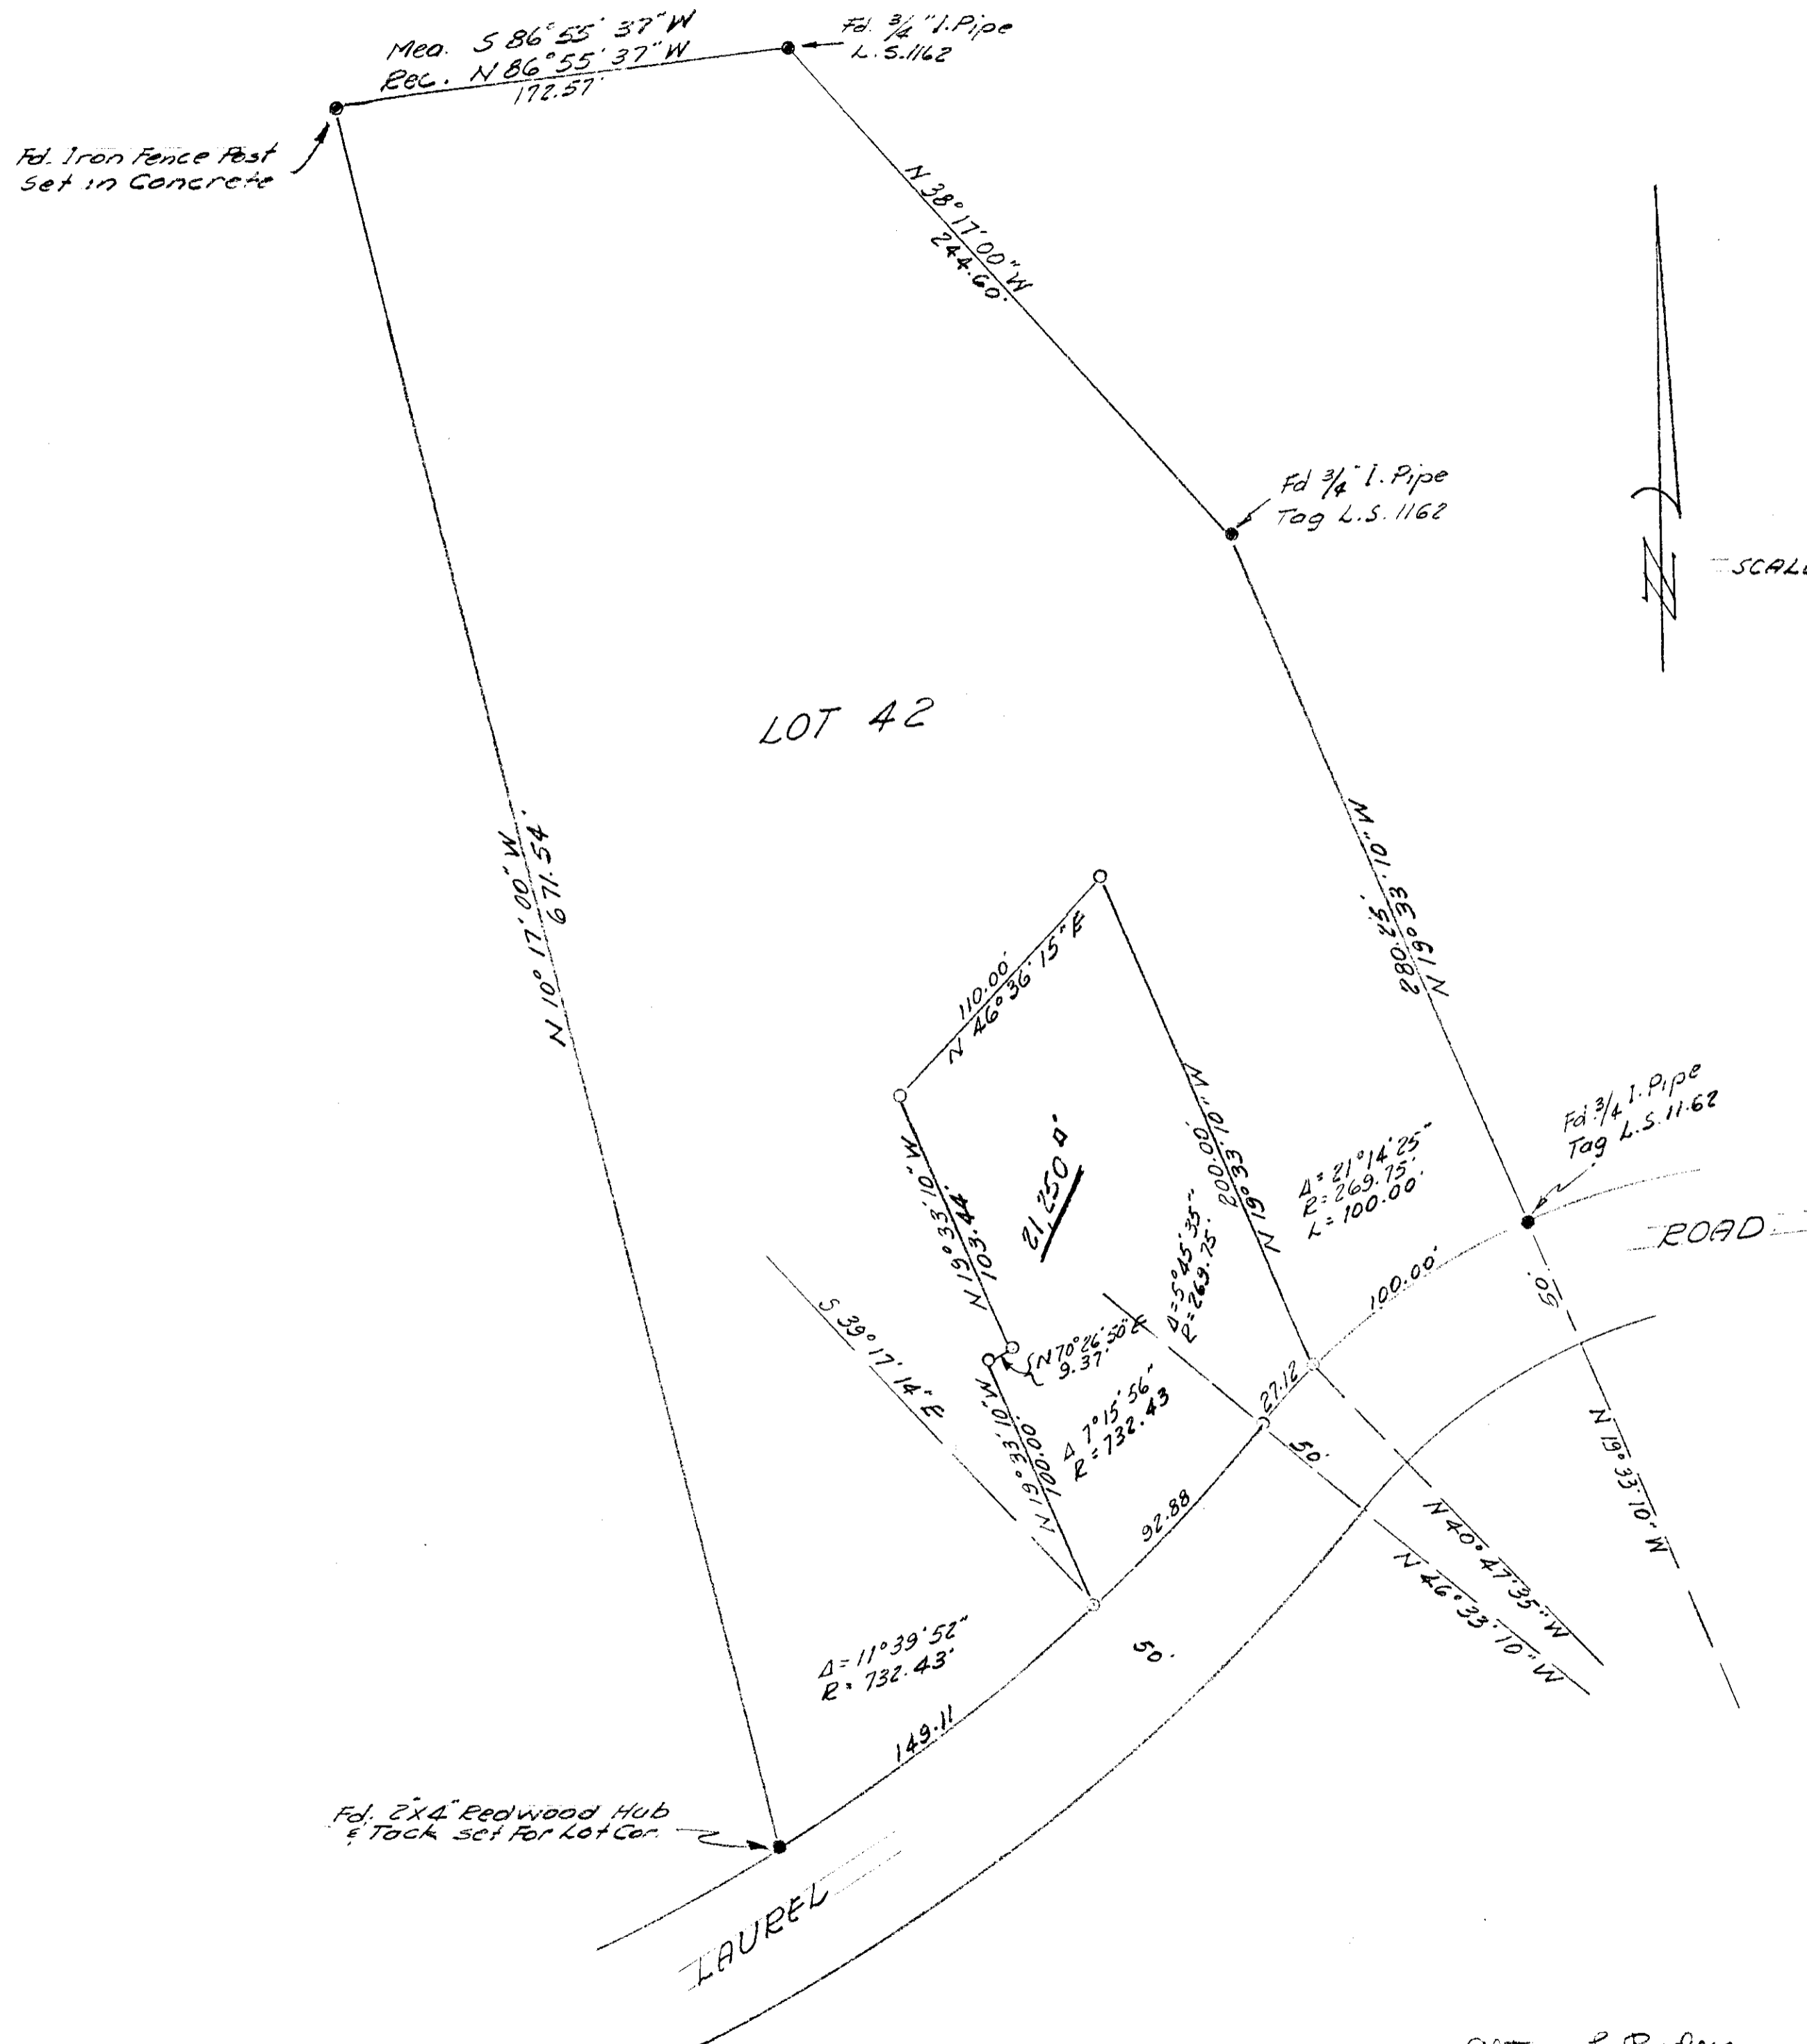 Mea. S 86° 55' 37" W
Rec. N 86° 55' 37" W
172.57'
Fd. 3/4" I. Pipe
L.S. 1162
Fd. Iron Fence Post
Set in Concrete
N 38° 17' 00" W
244.60'
Fd 3/4" I. Pipe
Tag L.S. 1162
N
SCALE
LOT 42
N 10° 17' 00" W
671.54'
N 19° 33' 10" W
280.25'
110.00'
N 46° 36' 15" E
N 19° 33' 10" W
200.00'
21,250
N 19° 33' 10" W
103.44'
Δ = 21° 14' 25"
R = 269.75'
L = 100.00'
Δ = 5° 45' 35"
R = 269.75'
Fd. 3/4 I. Pipe
Tag L.S. 1162
ROAD
50.'
100.00'
27.12
S 39° 17' 14" E
N 70° 26' 50" E
9.37'
N 19° 33' 10" W
100.00'
Δ 7° 15' 56"
R = 732.43
92.88
50.'
N 19° 33' 10" W
N 40° 47' 35" W
N 46° 33' 10" W
Δ = 11° 39' 52"
R = 732.43'
50.'
149.11
Fd. 2"x4" Redwood Hub
& Tack set For Lot Cor.
LAUREL